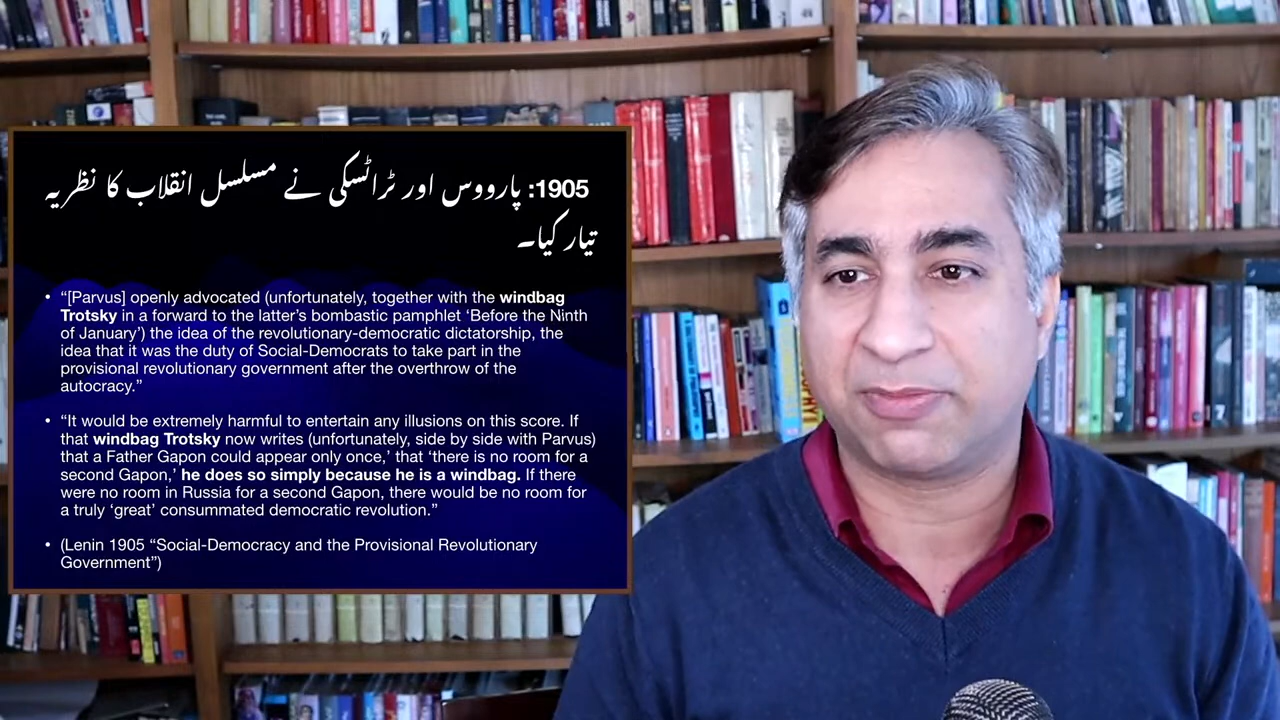 1905: پارووس اور ٹراٹسکی نے مسلسل انقلاب کا نظریہ
تیار کیا۔
• “[Parvus] openly advocated (unfortunately, together with the windbag
Trotsky in a forward to the latter’s bombastic pamphlet ‘Before the Ninth
of January’) the idea of the revolutionary-democratic dictatorship, the
idea that it was the duty of Social-Democrats to take part in the
provisional revolutionary government after the overthrow of the
autocracy.”
• “It would be extremely harmful to entertain any illusions on this score. If
that windbag Trotsky now writes (unfortunately, side by side with Parvus)
that a Father Gapon could appear only once,’ that ‘there is no room for a
second Gapon,’ he does so simply because he is a windbag. If there
were no room in Russia for a second Gapon, there would be no room for
a truly ‘great’ consummated democratic revolution.”
• (Lenin 1905 “Social-Democracy and the Provisional Revolutionary
Government”)